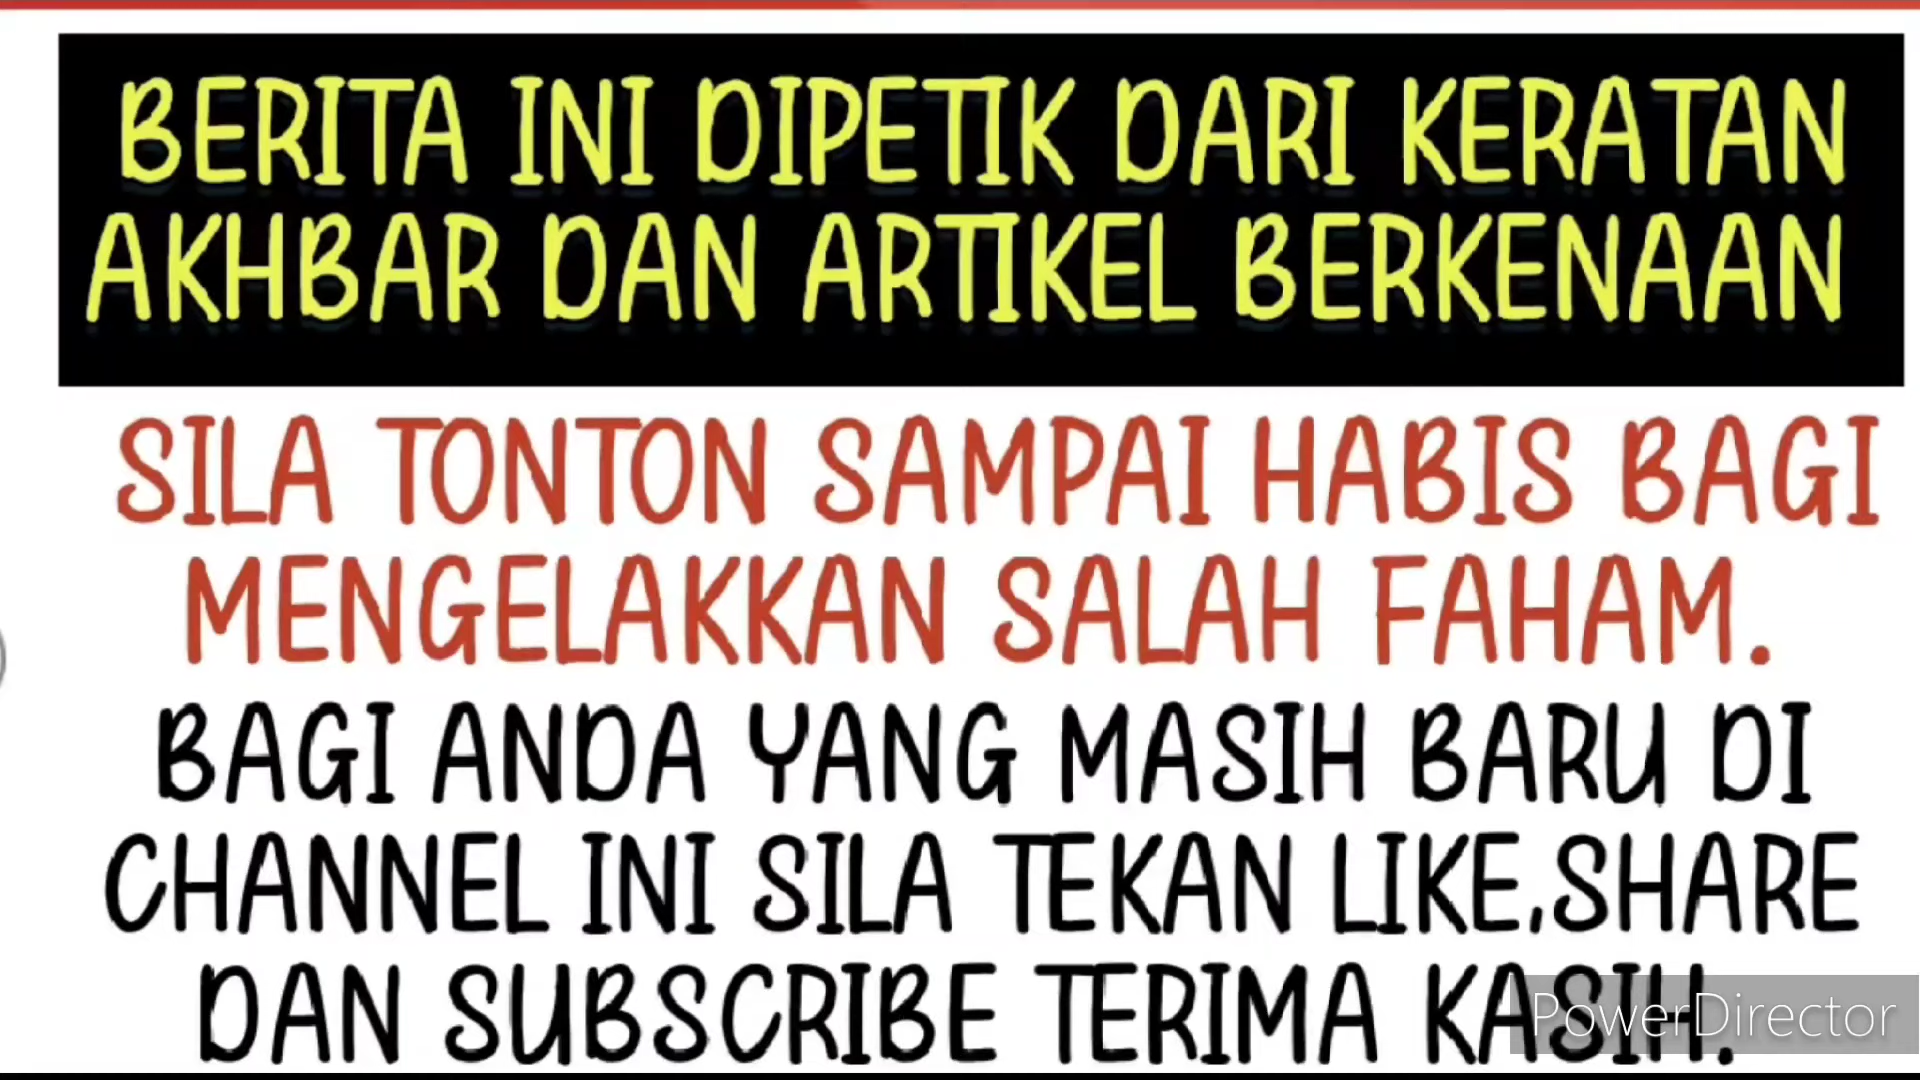 BERITA INI DIPETIK DARI KERATAN
AKHBAR DAN ARTIKEL BERKENAAN
SILA TONTON SAMPAI HABIS BAGI
MENGELAKKAN SALAH FAHAM.
BAGI ANDA YANG MASIH BARU DI
CHANNEL INI SILA TEKAN LIKE,SHARE
DAN SUBSCRIBE TERIMA KASIH.
PowerDirector